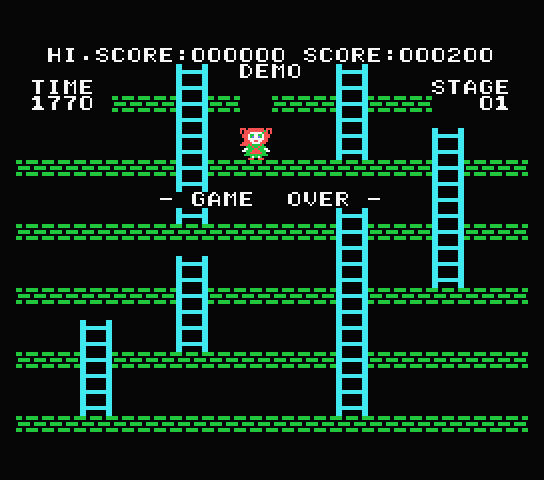 HI.SCORE:000000 SCORE:000200
DEMO
TIME STAGE
1770 01
- GAME OVER -